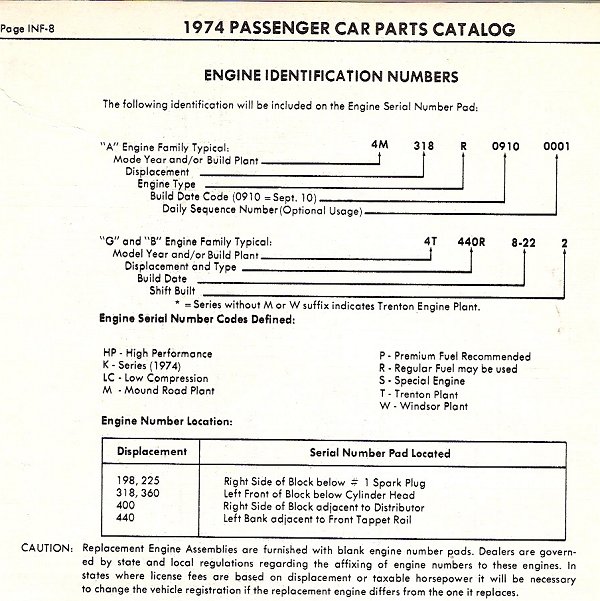 Page INF-8
1974 PASSENGER CAR PARTS CATALOG
ENGINE IDENTIFICATION NUMBERS
The following identification will be included on the Engine Serial Number Pad:
"A" Engine Family Typical: 4M 318 R 0910 0001
Mode Year and/or Build Plant
Displacement
Engine Type
Build Date Code (0910 = Sept. 10)
Daily Sequence Number (Optional Usage)
"G" and "B" Engine Family Typical: 4T 440R 8-22 2
Model Year and/or Build Plant
Displacement and Type
Build Date
Shift Built
* = Series without M or W suffix indicates Trenton Engine Plant.
Engine Serial Number Codes Defined:
HP - High Performance
K - Series (1974)
LC - Low Compression
M - Mound Road Plant
P - Premium Fuel Recommended
R - Regular Fuel may be used
S - Special Engine
T - Trenton Plant
W - Windsor Plant
Engine Number Location:
Displacement Serial Number Pad Located
198, 225 Right Side of Block below # 1 Spark Plug
318, 360 Left Front of Block below Cylinder Head
400 Right Side of Block adjacent to Distributor
440 Left Bank adjacent to Front Tappet Rail
CAUTION: Replacement Engine Assemblies are furnished with blank engine number pads. Dealers are govern-
ed by state and local regulations regarding the affixing of engine numbers to these engines. In
states where license fees are based on displacement or taxable horsepower it will be necessary
to change the vehicle registration if the replacement engine differs from the one it replaces.